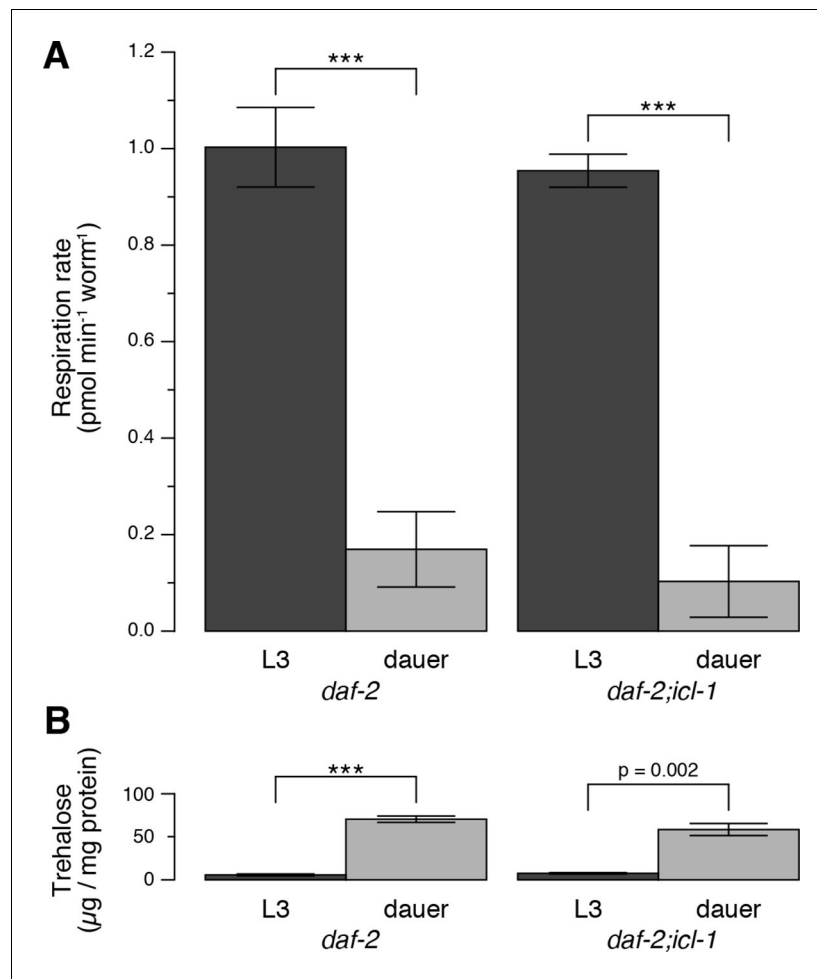 A
1.2
1.0
0.8
0.6
0.4
0.2
0.0
Respiration rate
(pmol min⁻¹ worm⁻¹)
***
***
L3 dauer L3 dauer
daf-2 daf-2;icl-1
B
100
50
0
Trehalose
(µg / mg protein)
***
p = 0.002
L3 dauer L3 dauer
daf-2 daf-2;icl-1